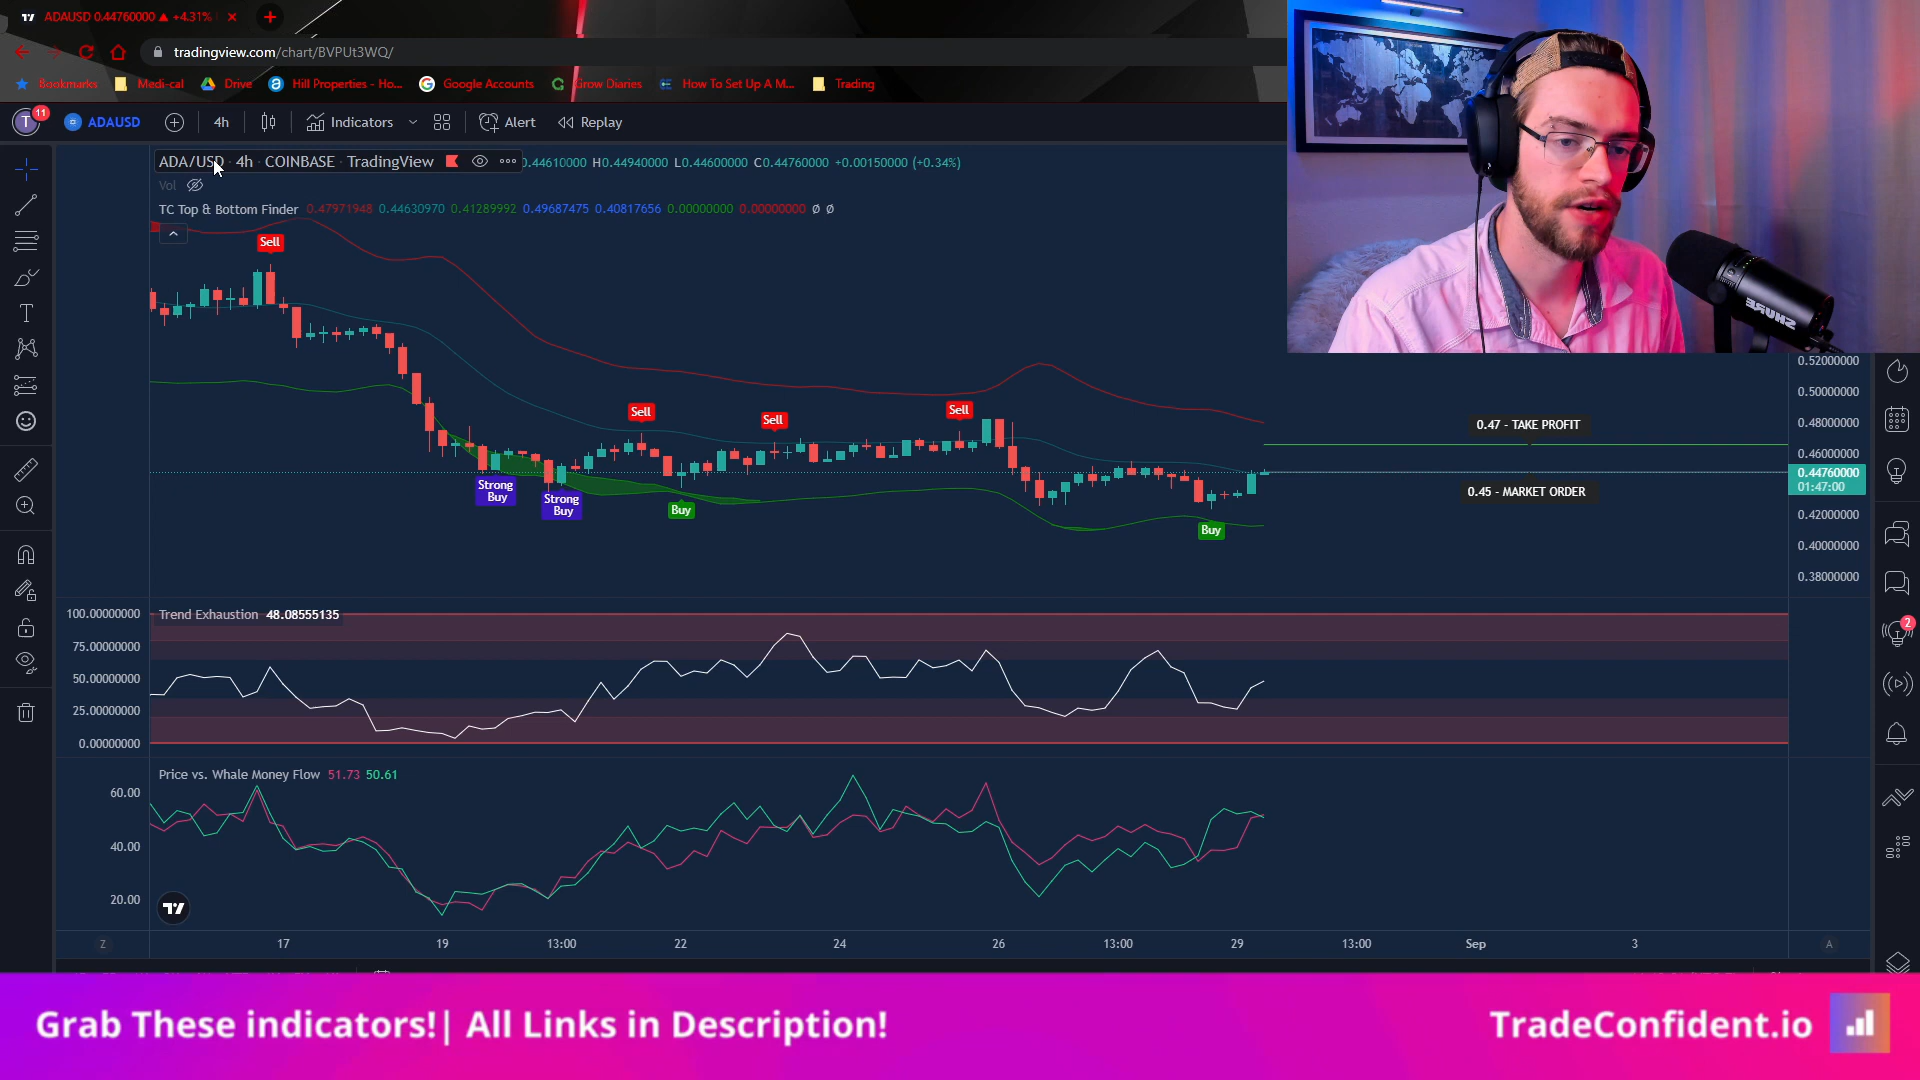 ADAUSD 0.44760000 ▲ +4.31%
tradingview.com/chart/BVPUt3WQ/
Bookmarks Medi-cal Drive Hill Properties - Ho... Google Accounts Grow Diaries How To Set Up A M... Trading
T 11 ADAUSD 4h Indicators Alert Replay
ADA/USD · 4h · COINBASE · TradingView 0.44610000 H0.44940000 L0.44600000 C0.44760000 +0.00150000 (+0.34%)
Vol
TC Top & Bottom Finder 0.47971948 0.44630970 0.41289992 0.49687475 0.40817656 0.00000000 0.00000000 ø ø
Sell
Sell
Sell
Sell
Strong
Buy
Strong
Buy
Buy
Buy
0.47 - TAKE PROFIT
0.45 - MARKET ORDER
0.52000000
0.50000000
0.48000000
0.46000000
0.44760000
01:47:00
0.42000000
0.40000000
0.38000000
SHURE
2
Trend Exhaustion 48.08555135
100.00000000
75.00000000
50.00000000
25.00000000
0.00000000
Price vs. Whale Money Flow 51.73 50.61
60.00
40.00
20.00
Z 17 19 13:00 22 24 26 13:00 29 13:00 Sep 3 A
Grab These indicators!| All Links in Description!
TradeConfident.io